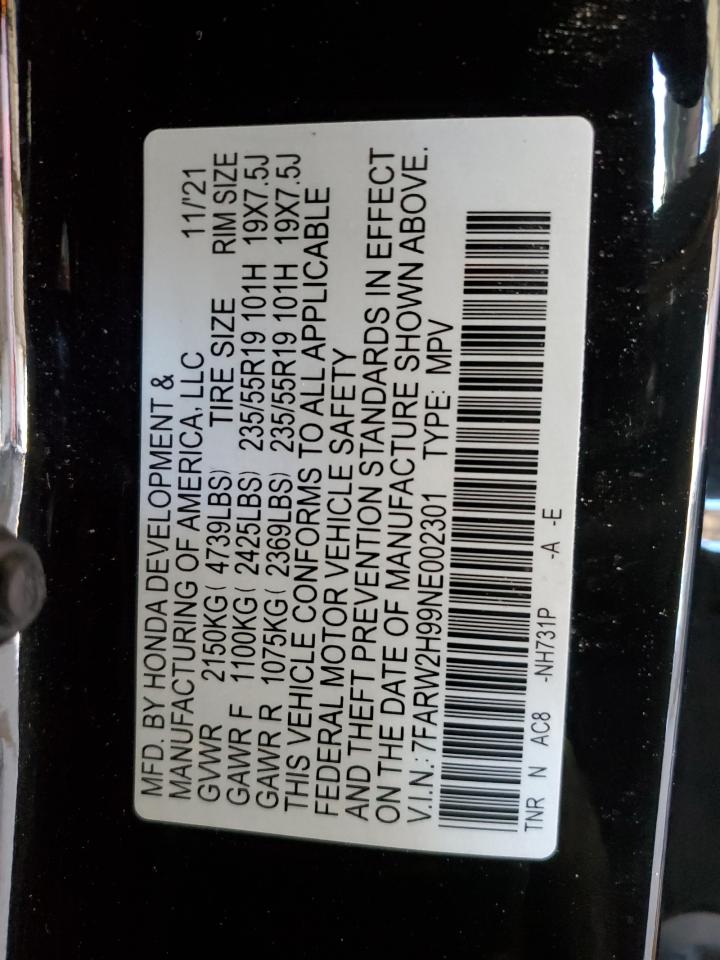 MFD. BY HONDA DEVELOPMENT &
MANUFACTURING OF AMERICA, LLC 11/'21
GVWR 2150KG( 4739LBS) TIRE SIZE RIM SIZE
GAWR F 1100KG( 2425LBS) 235/55R19 101H 19X7.5J
GAWR R 1075KG( 2369LBS) 235/55R19 101H 19X7.5J
THIS VEHICLE CONFORMS TO ALL APPLICABLE
FEDERAL MOTOR VEHICLE SAFETY
AND THEFT PREVENTION STANDARDS IN EFFECT
ON THE DATE OF MANUFACTURE SHOWN ABOVE.
V.I.N.: 7FARW2H99NE002301 TYPE: MPV
TNR N AC8 -NH731P -A -E